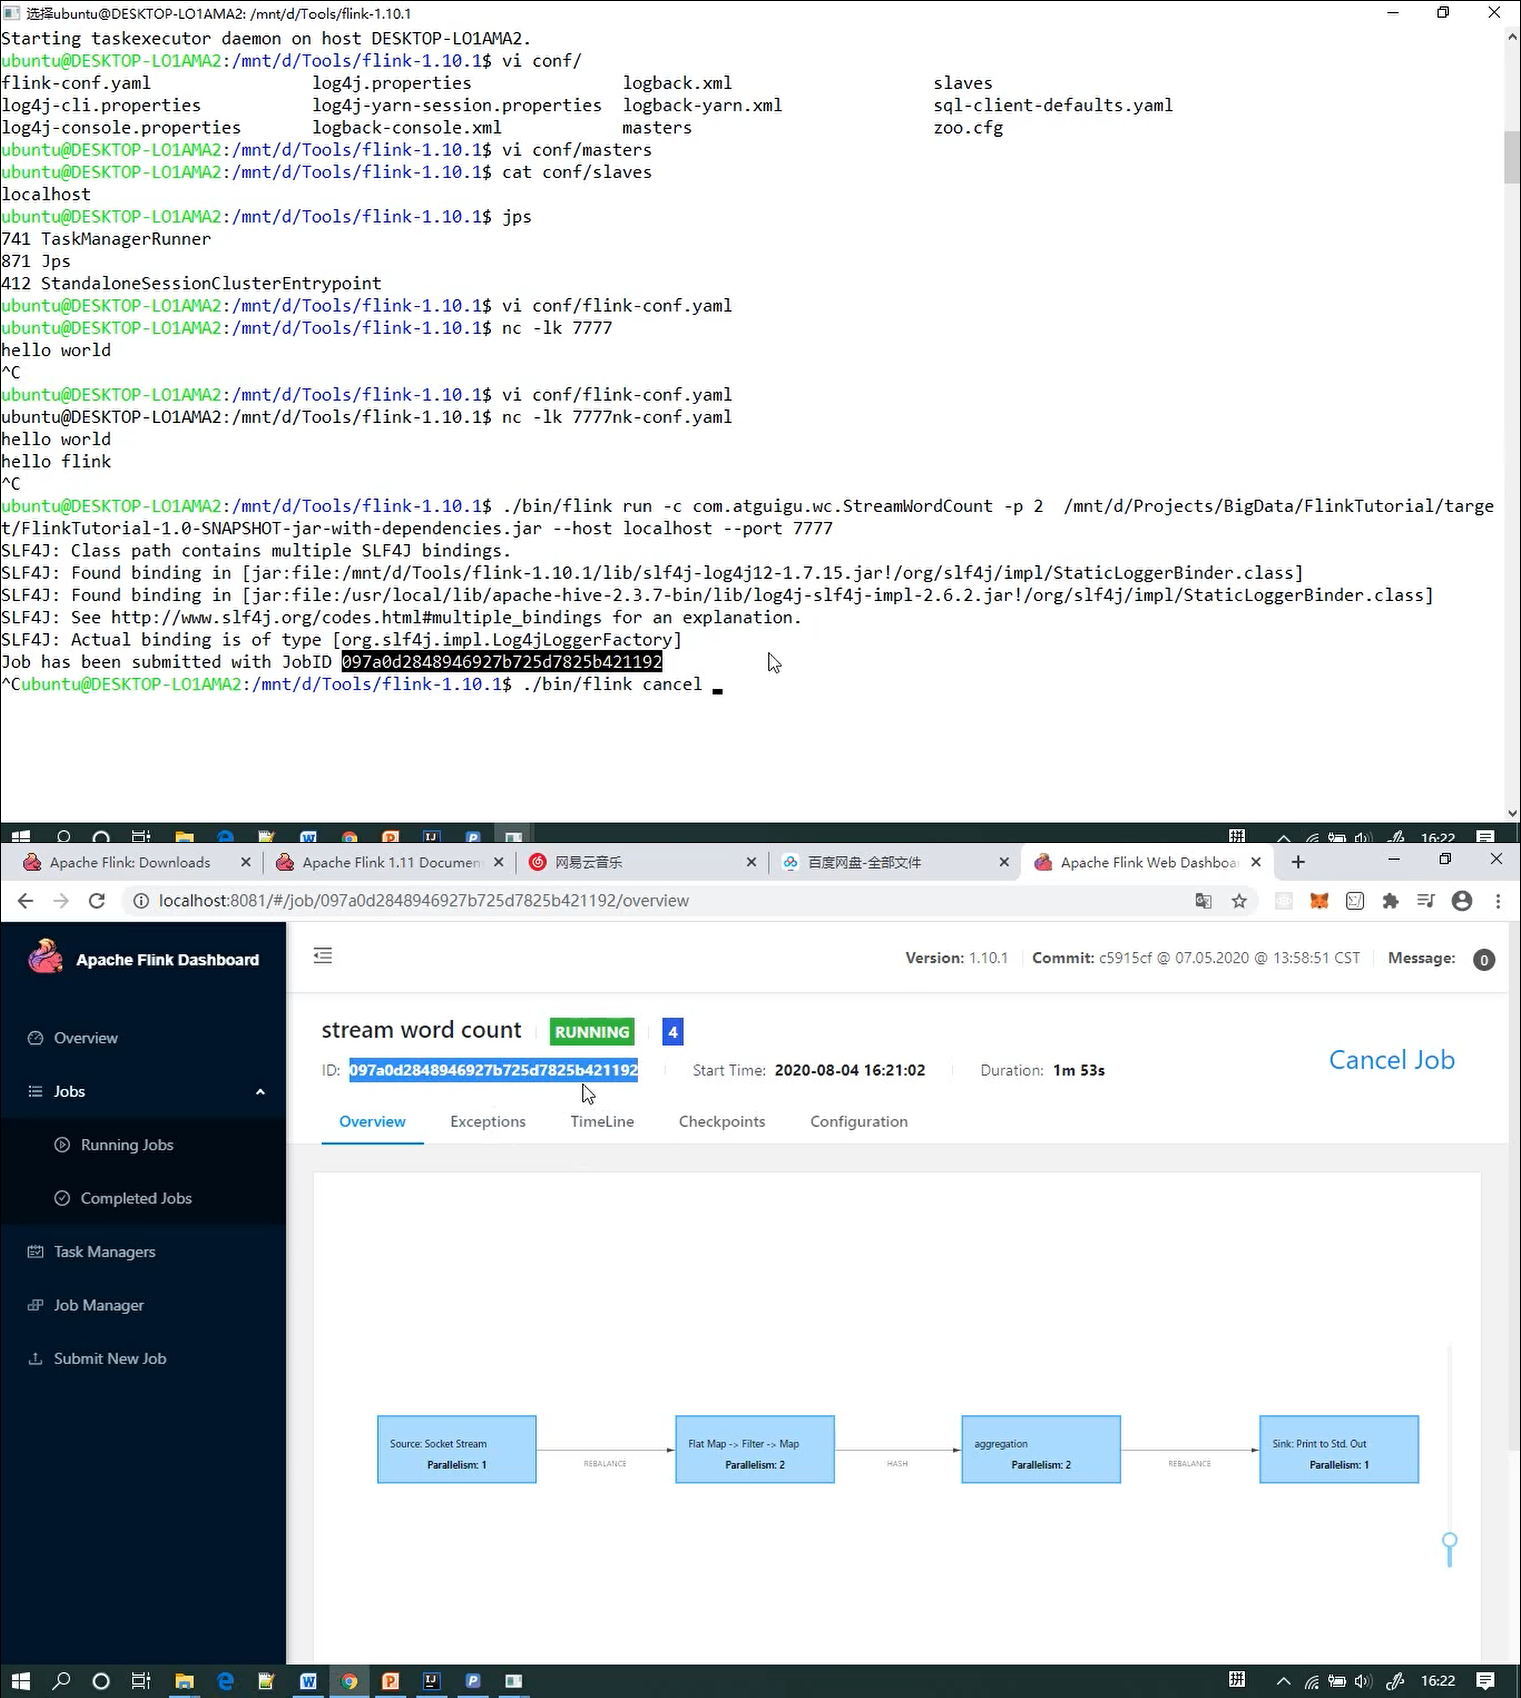 选择ubuntu@DESKTOP-LO1AMA2: /mnt/d/Tools/flink-1.10.1
Starting taskexecutor daemon on host DESKTOP-LO1AMA2.
ubuntu@DESKTOP-LO1AMA2:/mnt/d/Tools/flink-1.10.1$ vi conf/
flink-conf.yaml log4j.properties logback.xml slaves
log4j-cli.properties log4j-yarn-session.properties logback-yarn.xml sql-client-defaults.yaml
log4j-console.properties logback-console.xml masters zoo.cfg
ubuntu@DESKTOP-LO1AMA2:/mnt/d/Tools/flink-1.10.1$ vi conf/masters
ubuntu@DESKTOP-LO1AMA2:/mnt/d/Tools/flink-1.10.1$ cat conf/slaves
localhost
ubuntu@DESKTOP-LO1AMA2:/mnt/d/Tools/flink-1.10.1$ jps
741 TaskManagerRunner
871 Jps
412 StandaloneSessionClusterEntrypoint
ubuntu@DESKTOP-LO1AMA2:/mnt/d/Tools/flink-1.10.1$ vi conf/flink-conf.yaml
ubuntu@DESKTOP-LO1AMA2:/mnt/d/Tools/flink-1.10.1$ nc -lk 7777
hello world
^C
ubuntu@DESKTOP-LO1AMA2:/mnt/d/Tools/flink-1.10.1$ vi conf/flink-conf.yaml
ubuntu@DESKTOP-LO1AMA2:/mnt/d/Tools/flink-1.10.1$ nc -lk 7777nk-conf.yaml
hello world
hello flink
^C
ubuntu@DESKTOP-LO1AMA2:/mnt/d/Tools/flink-1.10.1$ ./bin/flink run -c com.atguigu.wc.StreamWordCount -p 2  /mnt/d/Projects/BigData/FlinkTutorial/targe
t/FlinkTutorial-1.0-SNAPSHOT-jar-with-dependencies.jar --host localhost --port 7777
SLF4J: Class path contains multiple SLF4J bindings.
SLF4J: Found binding in [jar:file:/mnt/d/Tools/flink-1.10.1/lib/slf4j-log4j12-1.7.15.jar!/org/slf4j/impl/StaticLoggerBinder.class]
SLF4J: Found binding in [jar:file:/usr/local/lib/apache-hive-2.3.7-bin/lib/log4j-slf4j-impl-2.6.2.jar!/org/slf4j/impl/StaticLoggerBinder.class]
SLF4J: See http://www.slf4j.org/codes.html#multiple_bindings for an explanation.
SLF4J: Actual binding is of type [org.slf4j.impl.Log4jLoggerFactory]
Job has been submitted with JobID 097a0d2848946927b725d7825b421192
^Cubuntu@DESKTOP-LO1AMA2:/mnt/d/Tools/flink-1.10.1$ ./bin/flink cancel
拼 16:22
Apache Flink: Downloads Apache Flink 1.11 Documen 网易云音乐 百度网盘-全部文件 Apache Flink Web Dashboa
localhost:8081/#/job/097a0d2848946927b725d7825b421192/overview
Apache Flink Dashboard
Version: 1.10.1 Commit: c5915cf @ 07.05.2020 @ 13:58:51 CST Message: 0
Overview
Jobs
Running Jobs
Completed Jobs
Task Managers
Job Manager
Submit New Job
stream word count RUNNING 4
ID: 097a0d2848946927b725d7825b421192 Start Time: 2020-08-04 16:21:02 Duration: 1m 53s Cancel Job
Overview Exceptions TimeLine Checkpoints Configuration
Source: Socket Stream
Parallelism: 1
REBALANCE
Flat Map -> Filter -> Map
Parallelism: 2
HASH
aggregation
Parallelism: 2
REBALANCE
Sink: Print to Std. Out
Parallelism: 1
拼 16:22